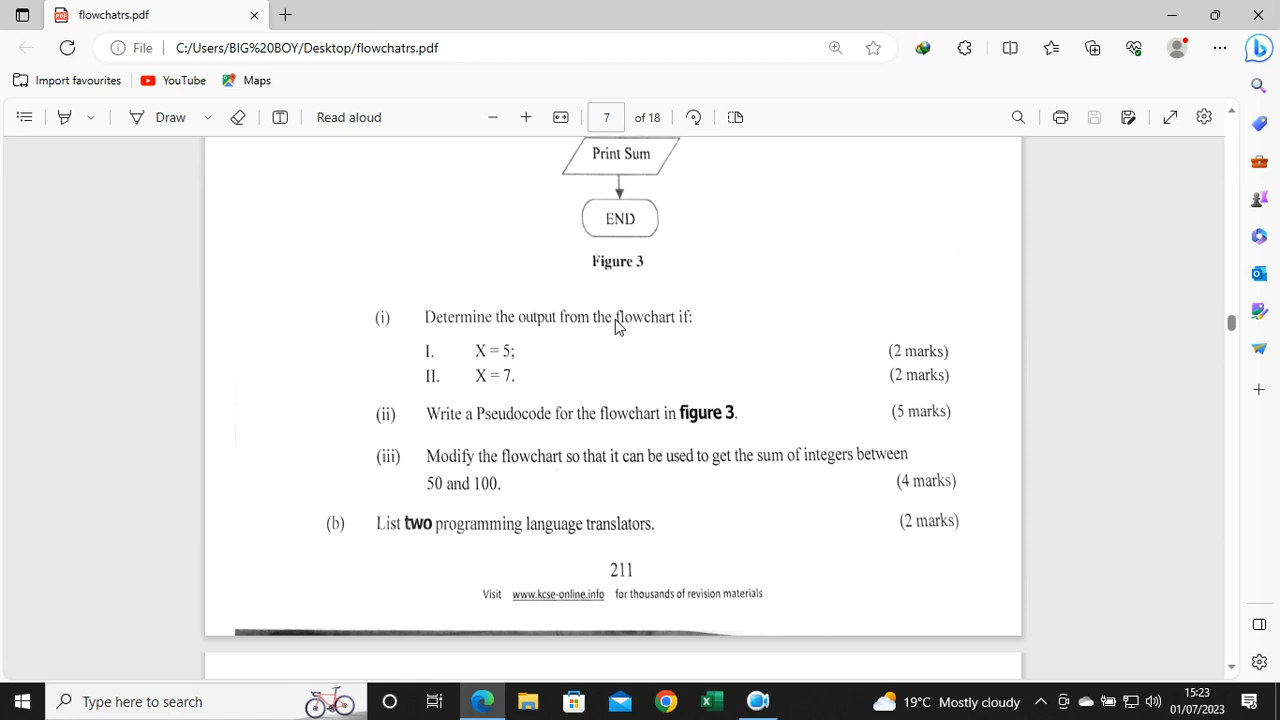 flowchatrs.pdf
File C:/Users/BIG%20BOY/Desktop/flowchatrs.pdf
Import favourites YouTube Maps
Draw Read aloud 7 of 18
Print Sum
END
Figure 3
(i) Determine the output from the flowchart if:
I. X = 5; (2 marks)
II. X = 7. (2 marks)
(ii) Write a Pseudocode for the flowchart in figure 3. (5 marks)
(iii) Modify the flowchart so that it can be used to get the sum of integers between
50 and 100. (4 marks)
(b) List two programming language translators. (2 marks)
211
Visit www.kcse-online.info for thousands of revision materials
Type here to search 19°C Mostly cloudy 15:23
01/07/2023